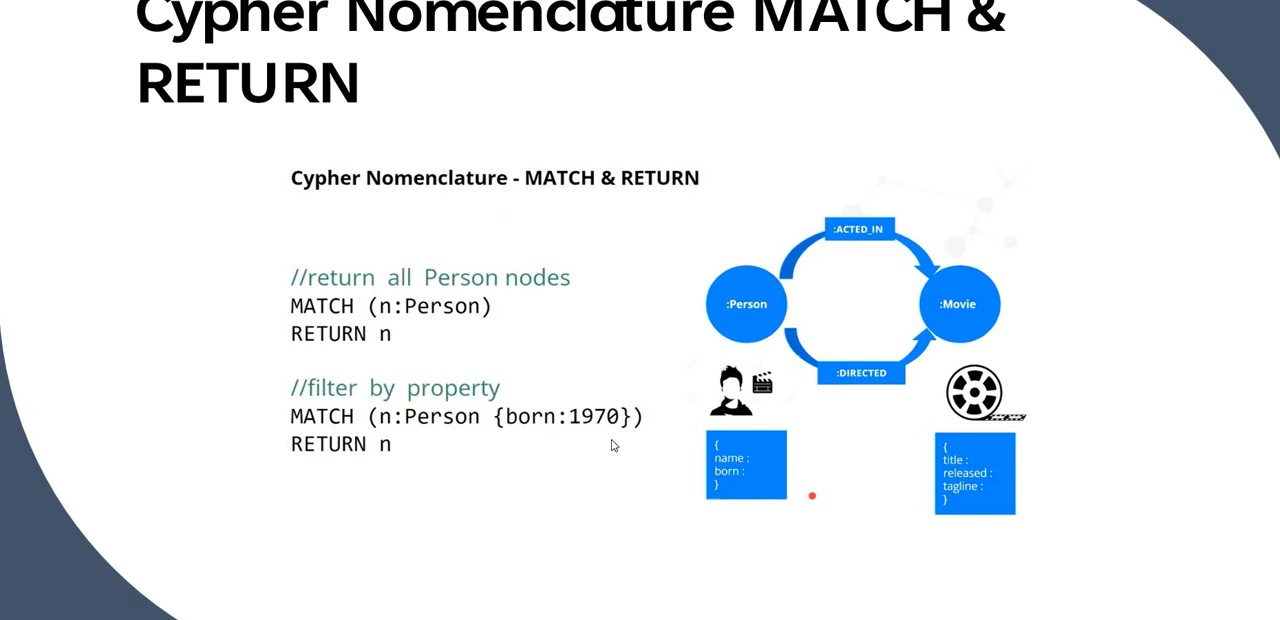 Cypher Nomenclature MATCH &
RETURN
Cypher Nomenclature - MATCH & RETURN
//return all Person nodes
MATCH (n:Person)
RETURN n
//filter by property
MATCH (n:Person {born:1970})
RETURN n
:ACTED_IN
:Person
:Movie
:DIRECTED
{
name :
born :
}
{
title :
released :
tagline :
}